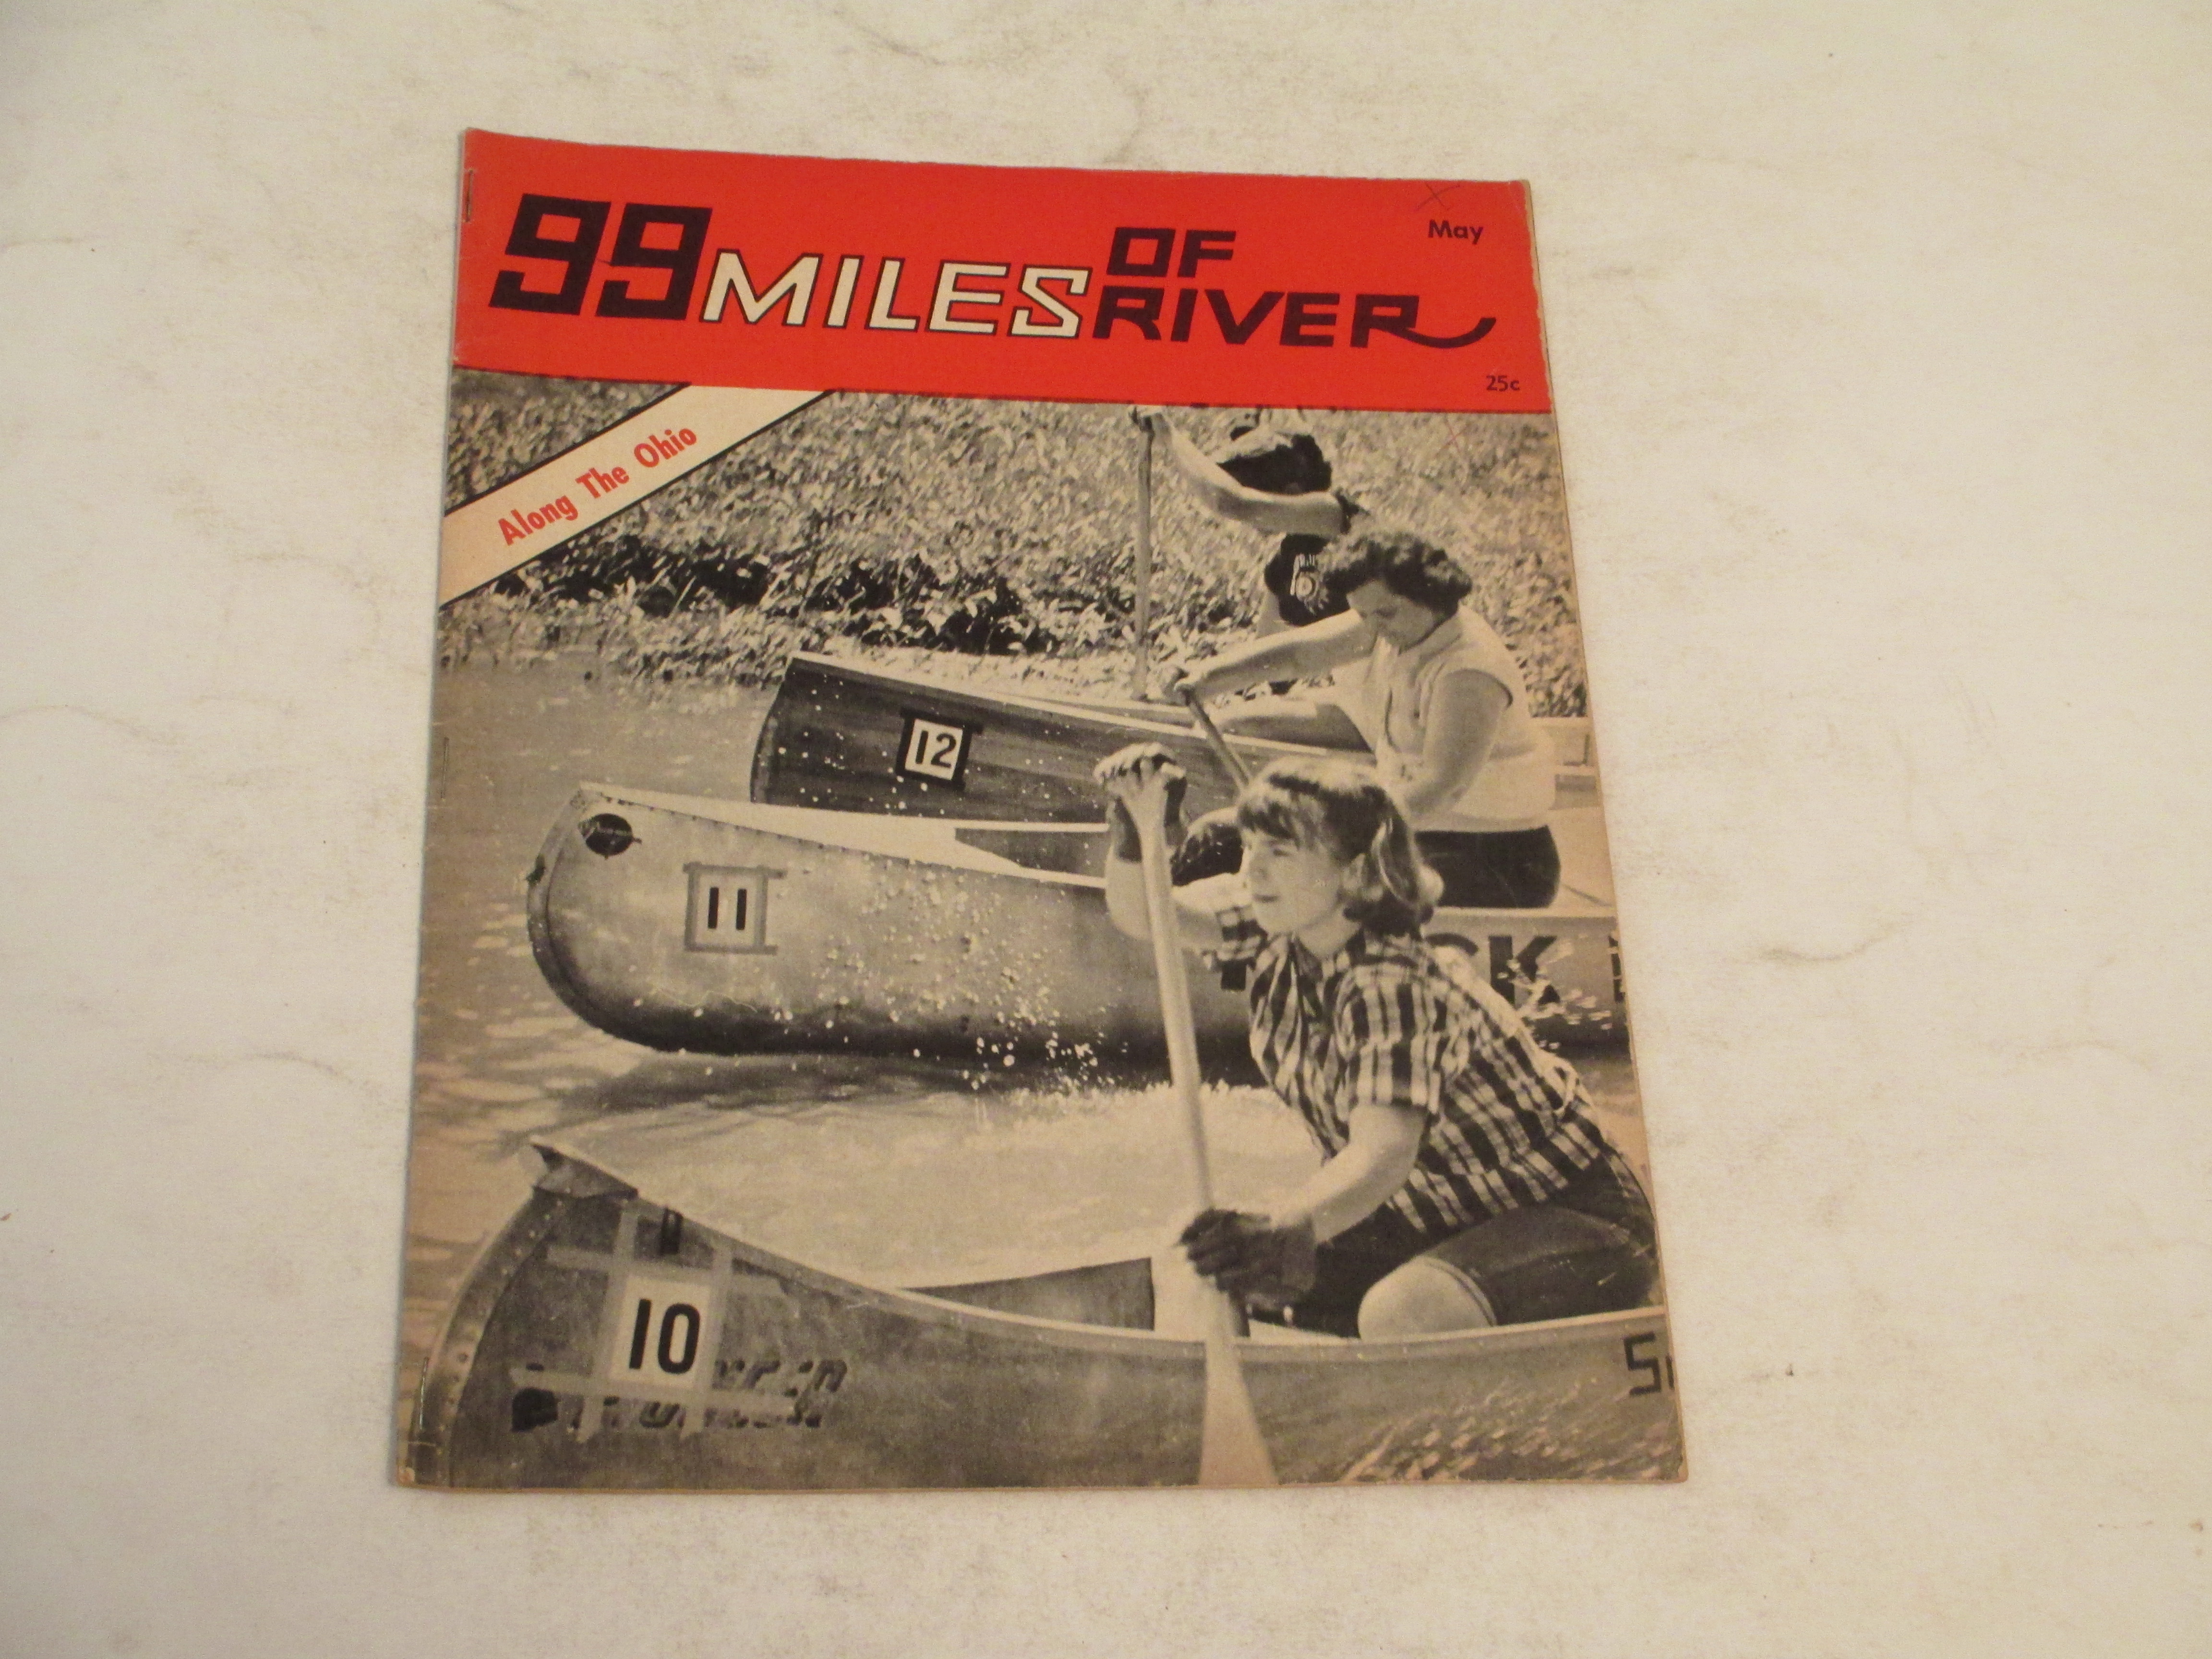 99 MILES OF RIVER
May
25c
Along The Ohio
12
11
10